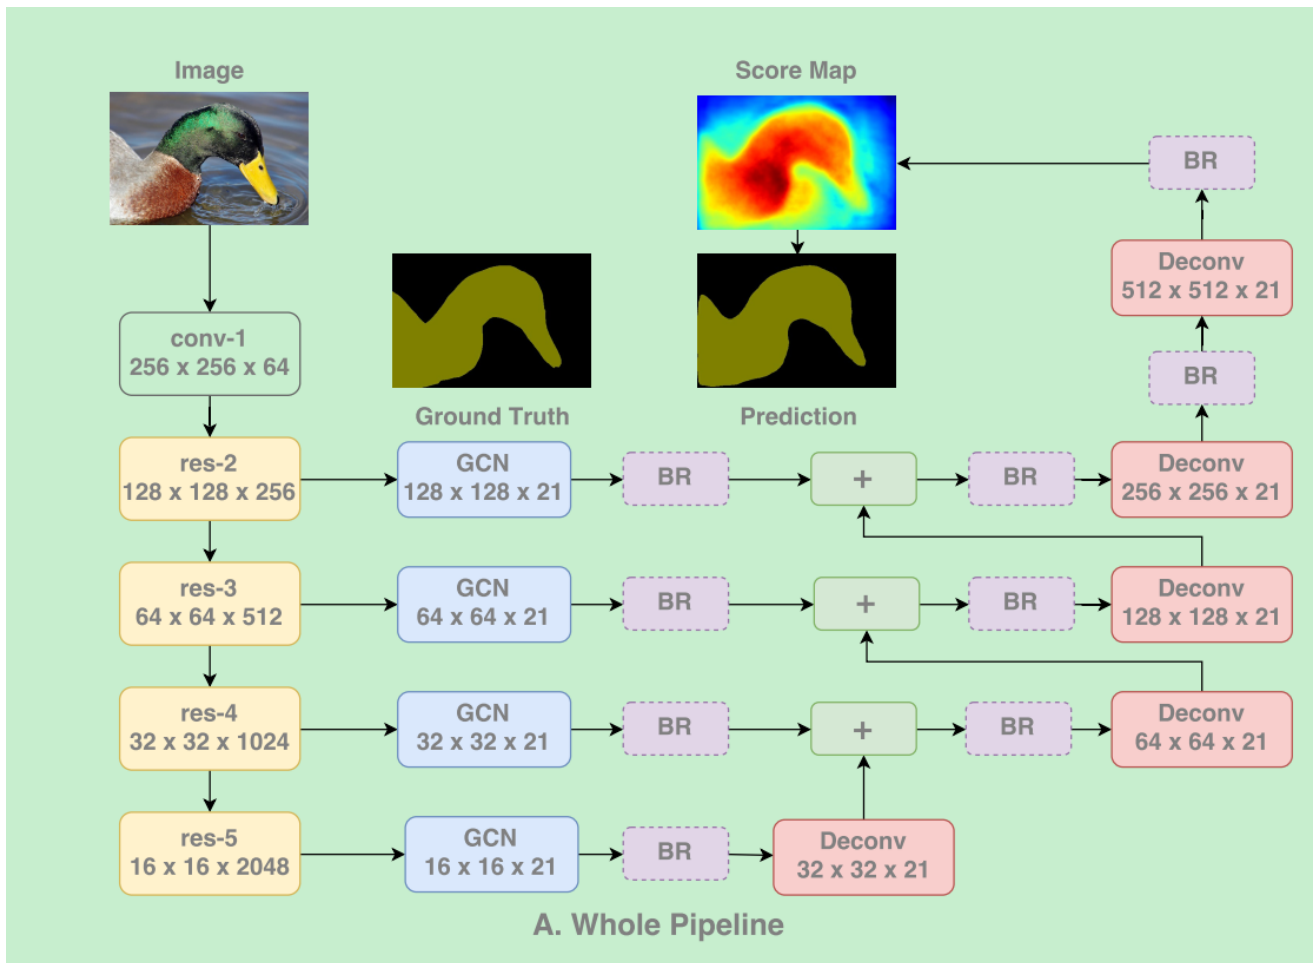 Image
Score Map
BR
Deconv
512 x 512 x 21
conv-1
256 x 256 x 64
BR
Ground Truth
Prediction
res-2
128 x 128 x 256
GCN
128 x 128 x 21
BR
+
BR
Deconv
256 x 256 x 21
res-3
64 x 64 x 512
GCN
64 x 64 x 21
BR
+
BR
Deconv
128 x 128 x 21
res-4
32 x 32 x 1024
GCN
32 x 32 x 21
BR
+
BR
Deconv
64 x 64 x 21
res-5
16 x 16 x 2048
GCN
16 x 16 x 21
BR
Deconv
32 x 32 x 21
A. Whole Pipeline